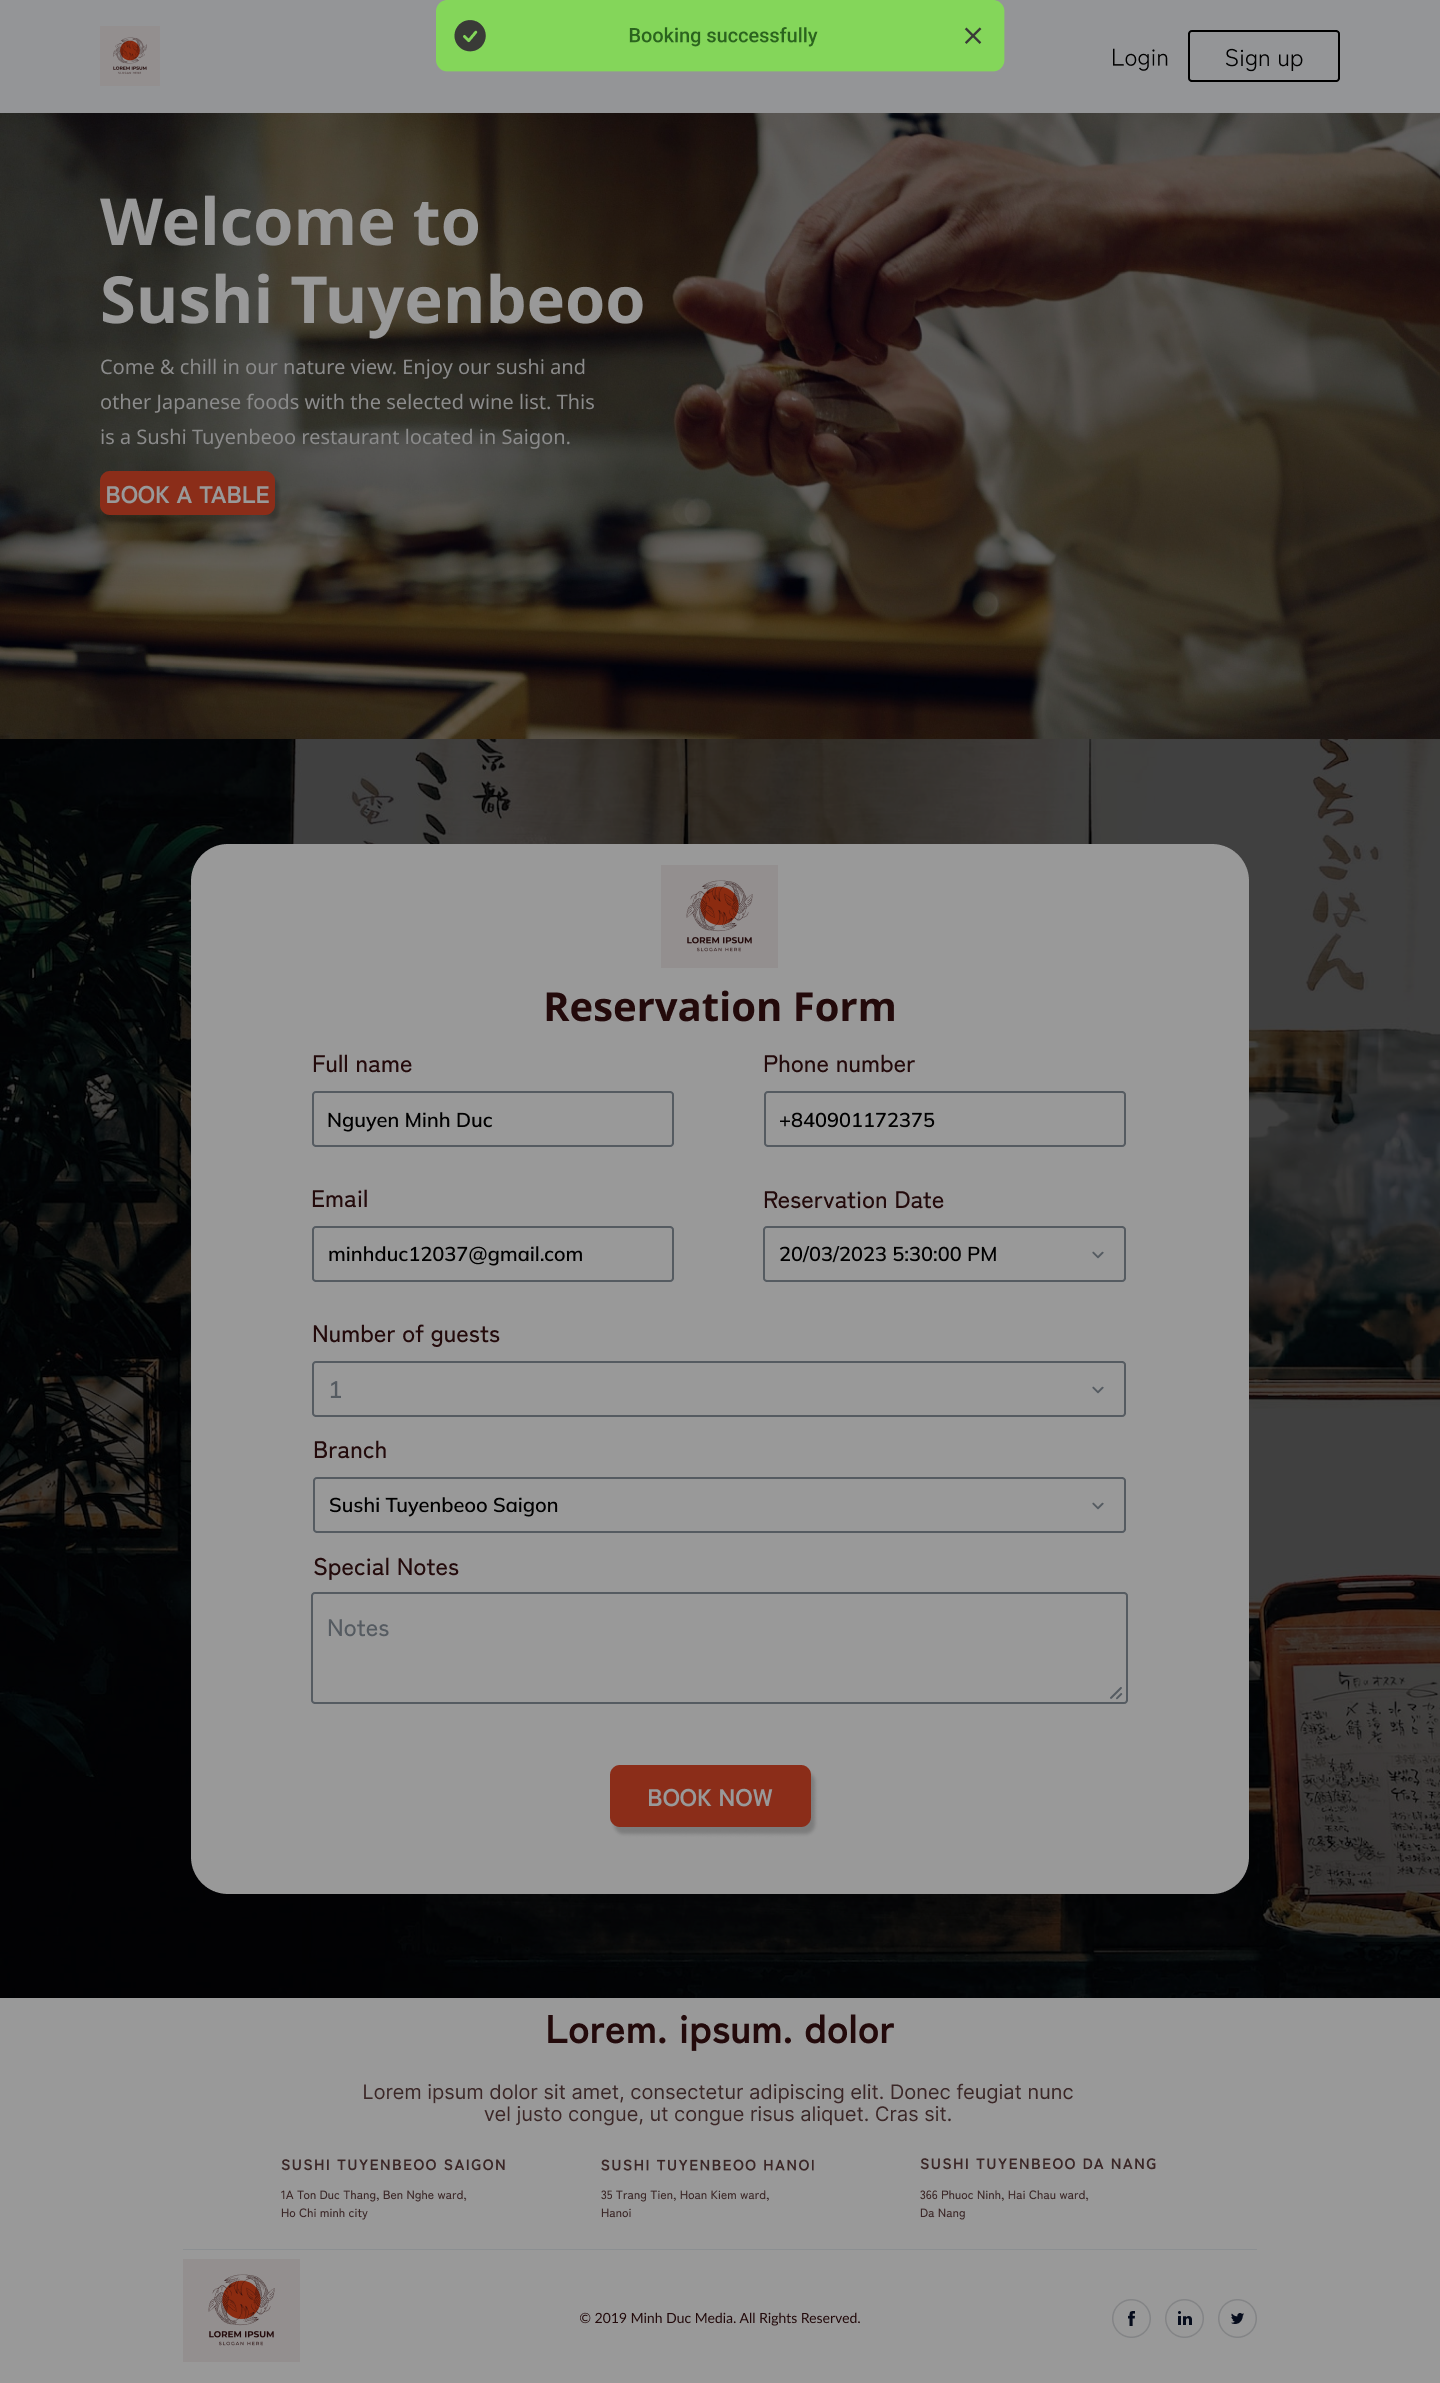 Booking successfully
Login
Sign up
LOREM IPSUM
SLOGAN HERE
Welcome to
Sushi Tuyenbeoo
Come & chill in our nature view. Enjoy our sushi and
other Japanese foods with the selected wine list. This
is a Sushi Tuyenbeoo restaurant located in Saigon.
BOOK A TABLE
京都
ごはん
LOREM IPSUM
SLOGAN HERE
Reservation Form
Full name
Phone number
Nguyen Minh Duc
+840901172375
Email
Reservation Date
minhduc12037@gmail.com
20/03/2023 5:30:00 PM
Number of guests
1
Branch
Sushi Tuyenbeoo Saigon
Special Notes
Notes
BOOK NOW
Lorem. ipsum. dolor
Lorem ipsum dolor sit amet, consectetur adipiscing elit. Donec feugiat nunc
vel justo congue, ut congue risus aliquet. Cras sit.
SUSHI TUYENBEOO SAIGON
1A Ton Duc Thang, Ben Nghe ward,
Ho Chi minh city
SUSHI TUYENBEOO HANOI
35 Trang Tien, Hoan Kiem ward,
Hanoi
SUSHI TUYENBEOO DA NANG
366 Phuoc Ninh, Hai Chau ward,
Da Nang
LOREM IPSUM
SLOGAN HERE
© 2019 Minh Duc Media. All Rights Reserved.